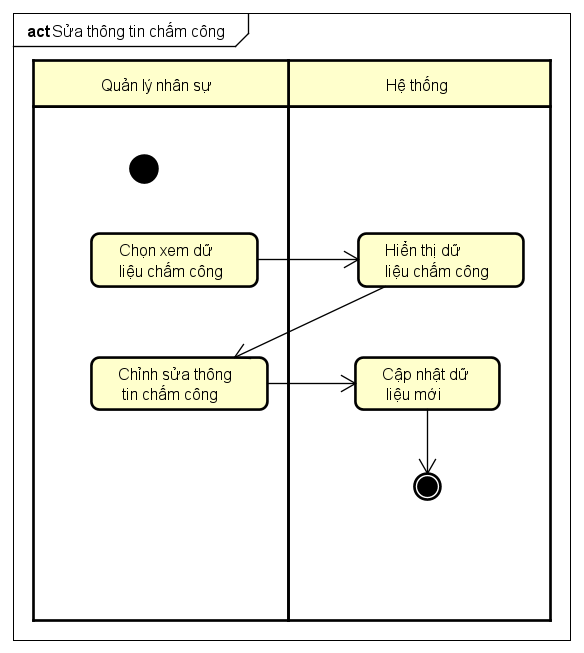 act Sửa thông tin chấm công
Quản lý nhân sự
Hệ thống
Chọn xem dữ
liệu chấm công
Hiển thị dữ
liệu chấm công
Chỉnh sửa thông
tin chấm công
Cập nhật dữ
liệu mới